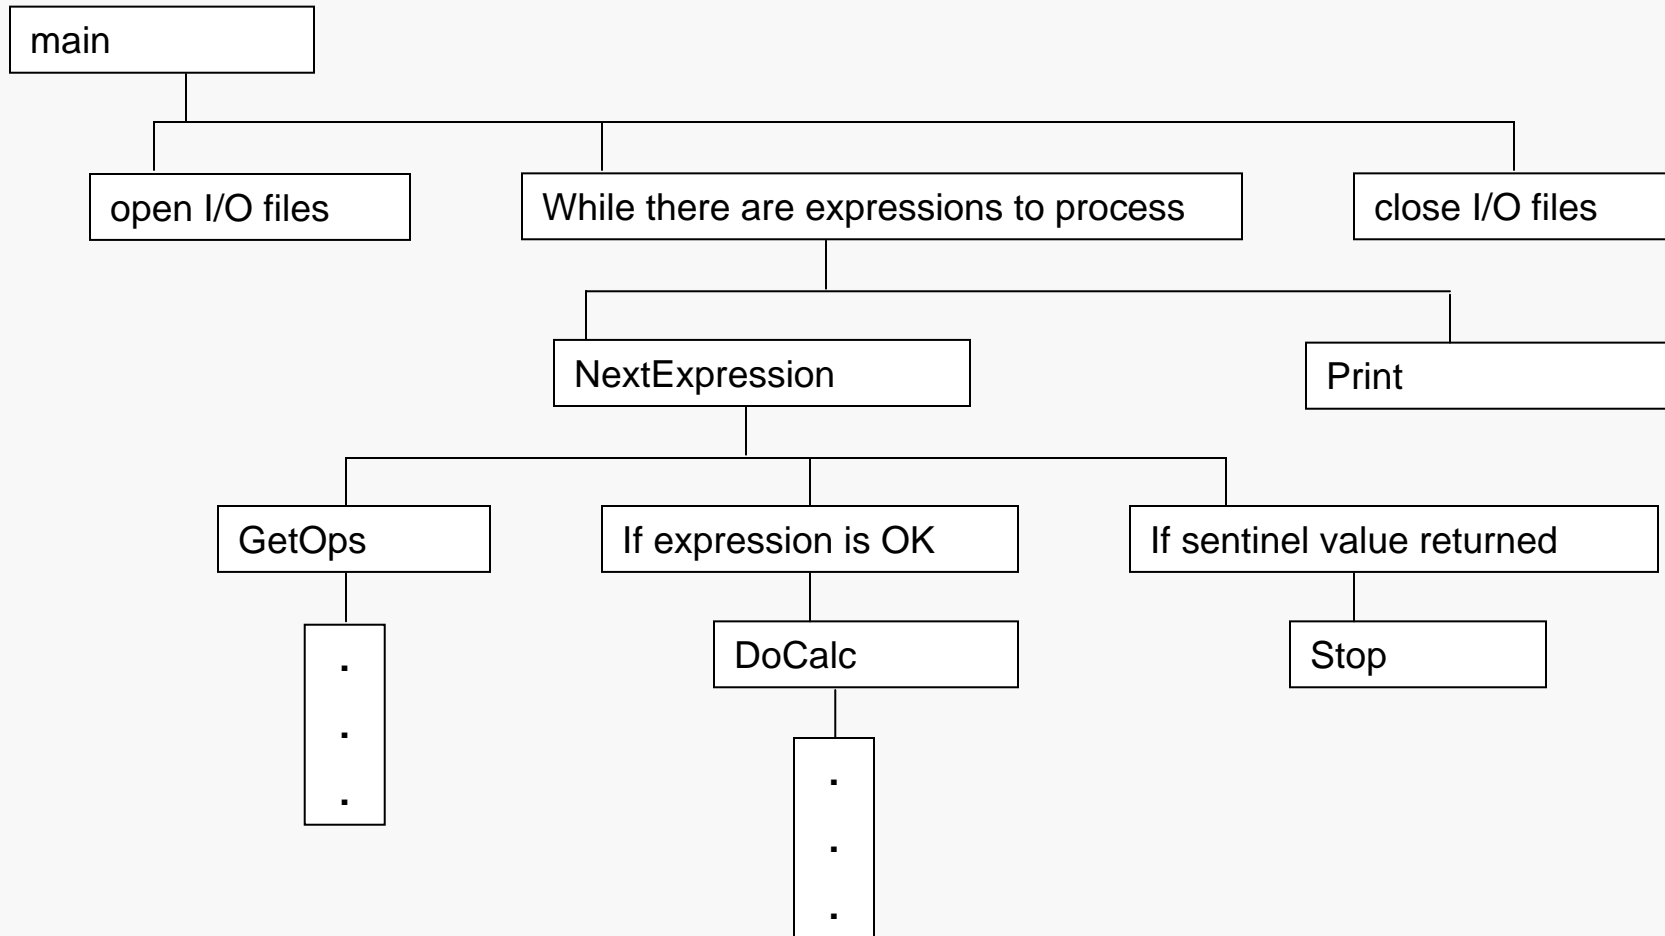 main
open I/O files
While there are expressions to process
close I/O files
NextExpression
Print
GetOps
If expression is OK
If sentinel value returned
.
.
.
DoCalc
Stop
.
.
.